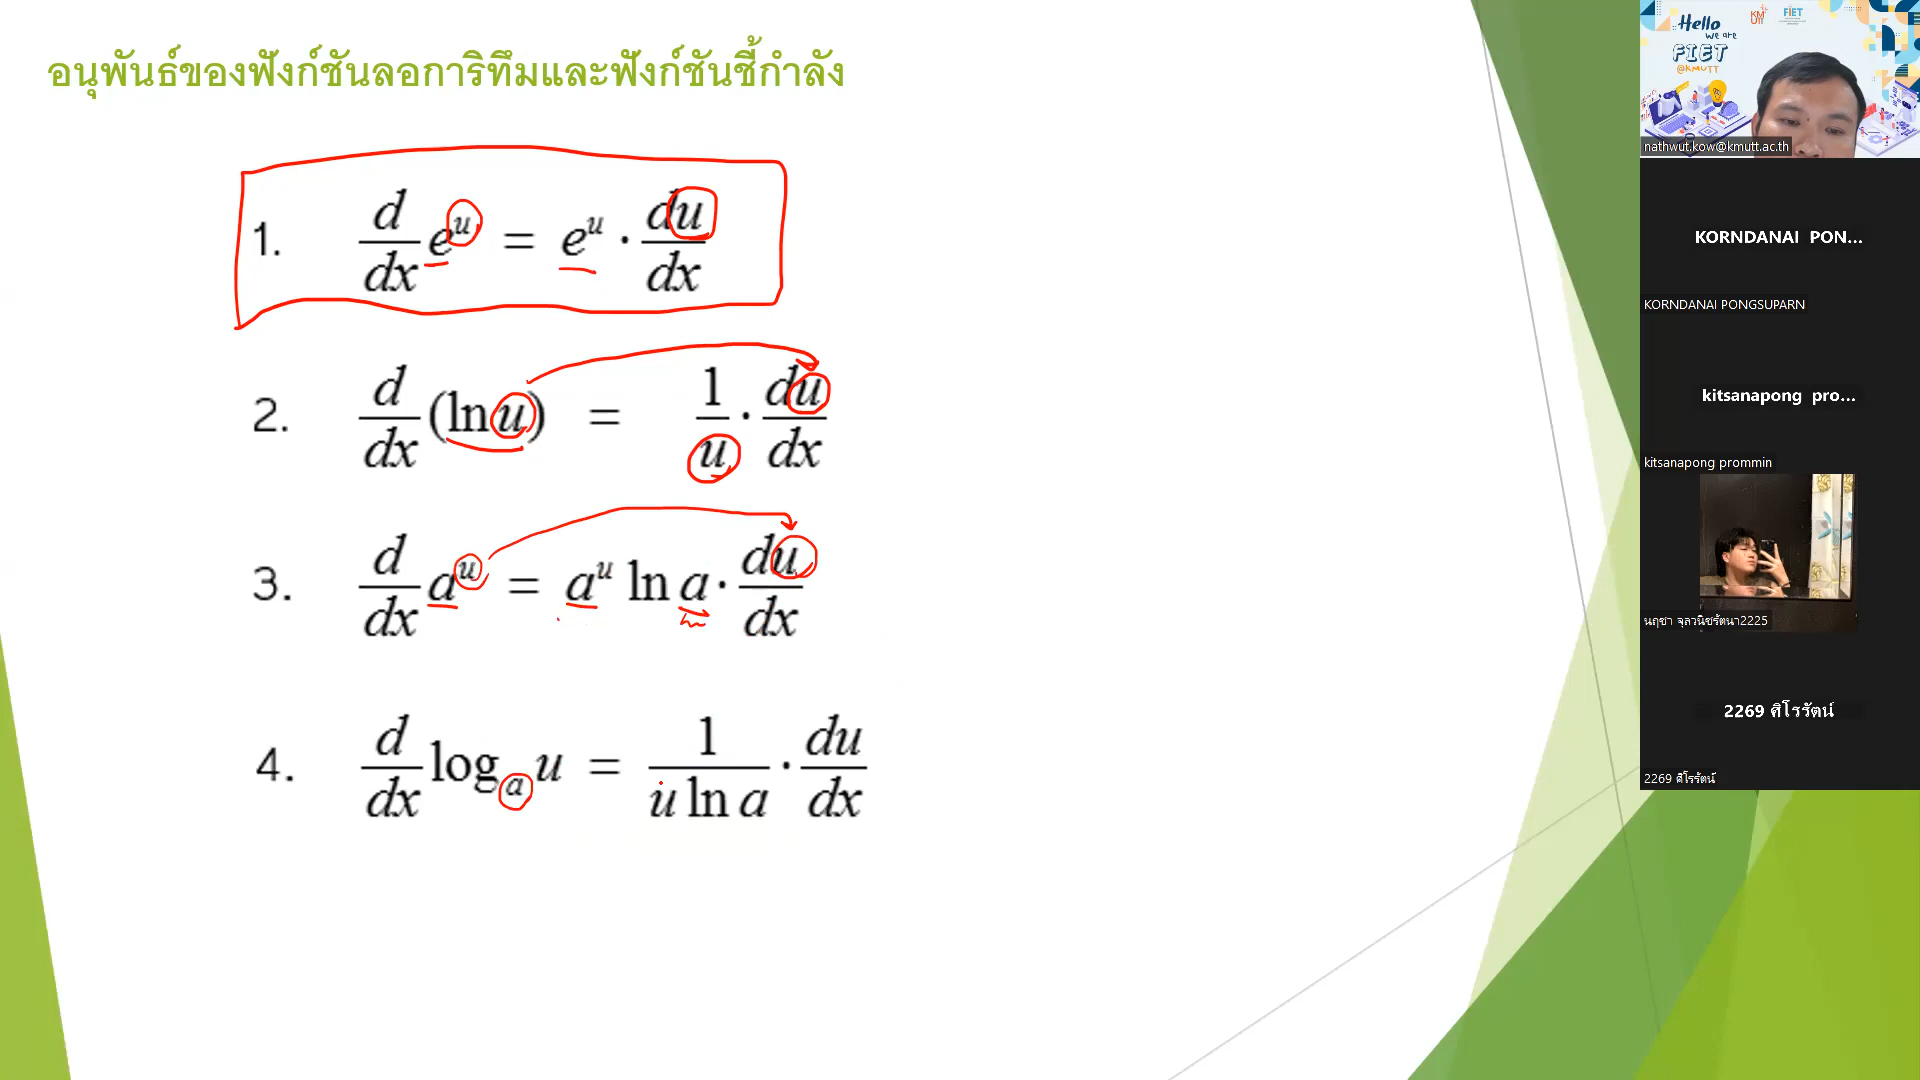 อนุพันธ์ของฟังก์ชันลอการิทึมและฟังก์ชันชี้กำลัง
1. d/dx e^u = e^u · du/dx
2. d/dx (ln u) = 1/u · du/dx
3. d/dx a^u = a^u ln a · du/dx
4. d/dx log_a u = 1/(u ln a) · du/dx
Hello
we are
FIET
@KMUTT
KM
UTT
FIET
nathwut.kow@kmutt.ac.th
KORNDANAI PON...
KORNDANAI PONGSUPARN
kitsanapong pro...
kitsanapong prommin
นฤชา จุลวนิชรัตนา2225
2269 ศิโรรัตน์
2269 ศิโรรัตน์